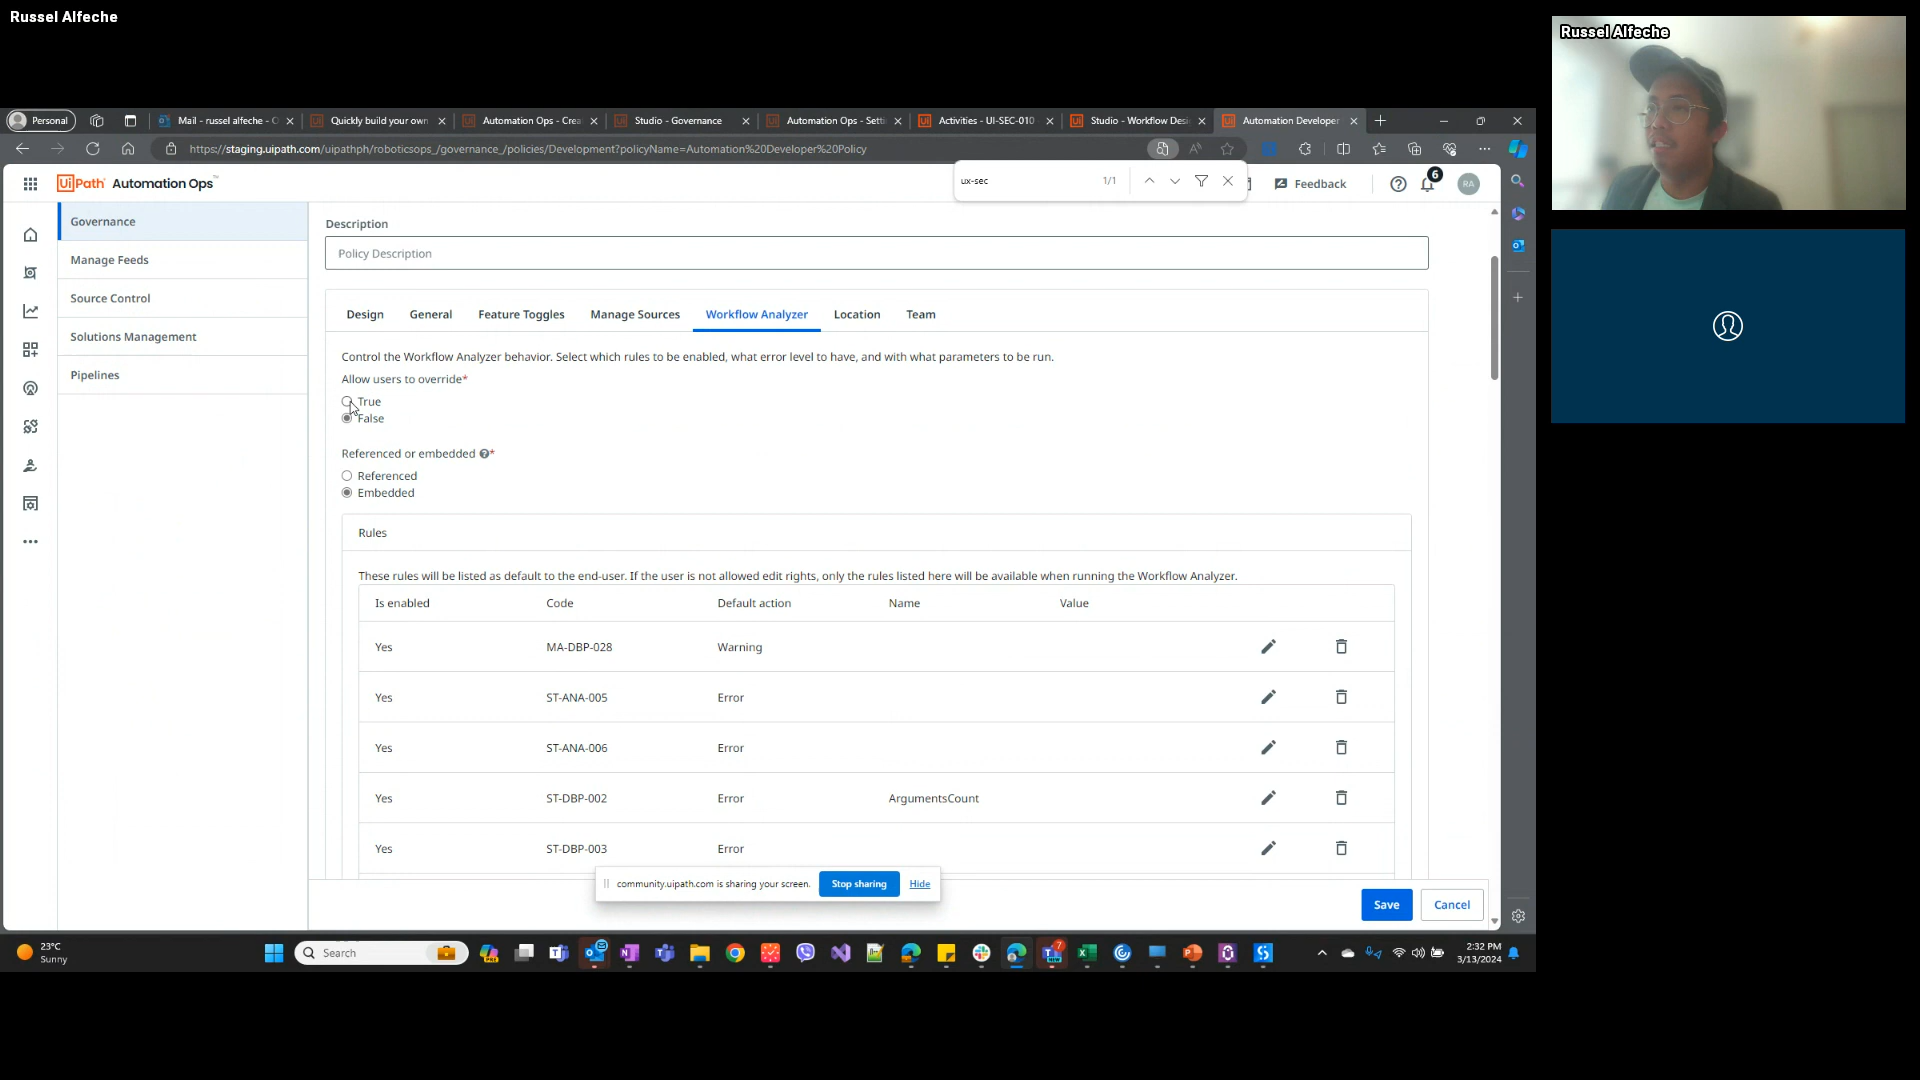 Russel Alfeche
Russel Alfeche
Personal
Mail - russel alfeche - O
Quickly build your own
Automation Ops - Crea
Studio - Governance
Automation Ops - Setti
Activities - UI-SEC-010
Studio - Workflow Desi
Automation Developer
https://staging.uipath.com/uipathph/roboticsops_/governance_/policies/Development?policyName=Automation%20Developer%20Policy
ux-sec
1/1
UiPath Automation Ops™
Feedback
6
RA
Governance
Manage Feeds
Source Control
Solutions Management
Pipelines
Description
Policy Description
Design
General
Feature Toggles
Manage Sources
Workflow Analyzer
Location
Team
Control the Workflow Analyzer behavior. Select which rules to be enabled, what error level to have, and with what parameters to be run.
Allow users to override*
True
False
Referenced or embedded *
Referenced
Embedded
Rules
These rules will be listed as default to the end-user. If the user is not allowed edit rights, only the rules listed here will be available when running the Workflow Analyzer.
Is enabled Code Default action Name Value
Yes MA-DBP-028 Warning
Yes ST-ANA-005 Error
Yes ST-ANA-006 Error
Yes ST-DBP-002 Error ArgumentsCount
Yes ST-DBP-003 Error
community.uipath.com is sharing your screen.
Stop sharing
Hide
Save
Cancel
23°C
Sunny
Search
7
2:32 PM
3/13/2024